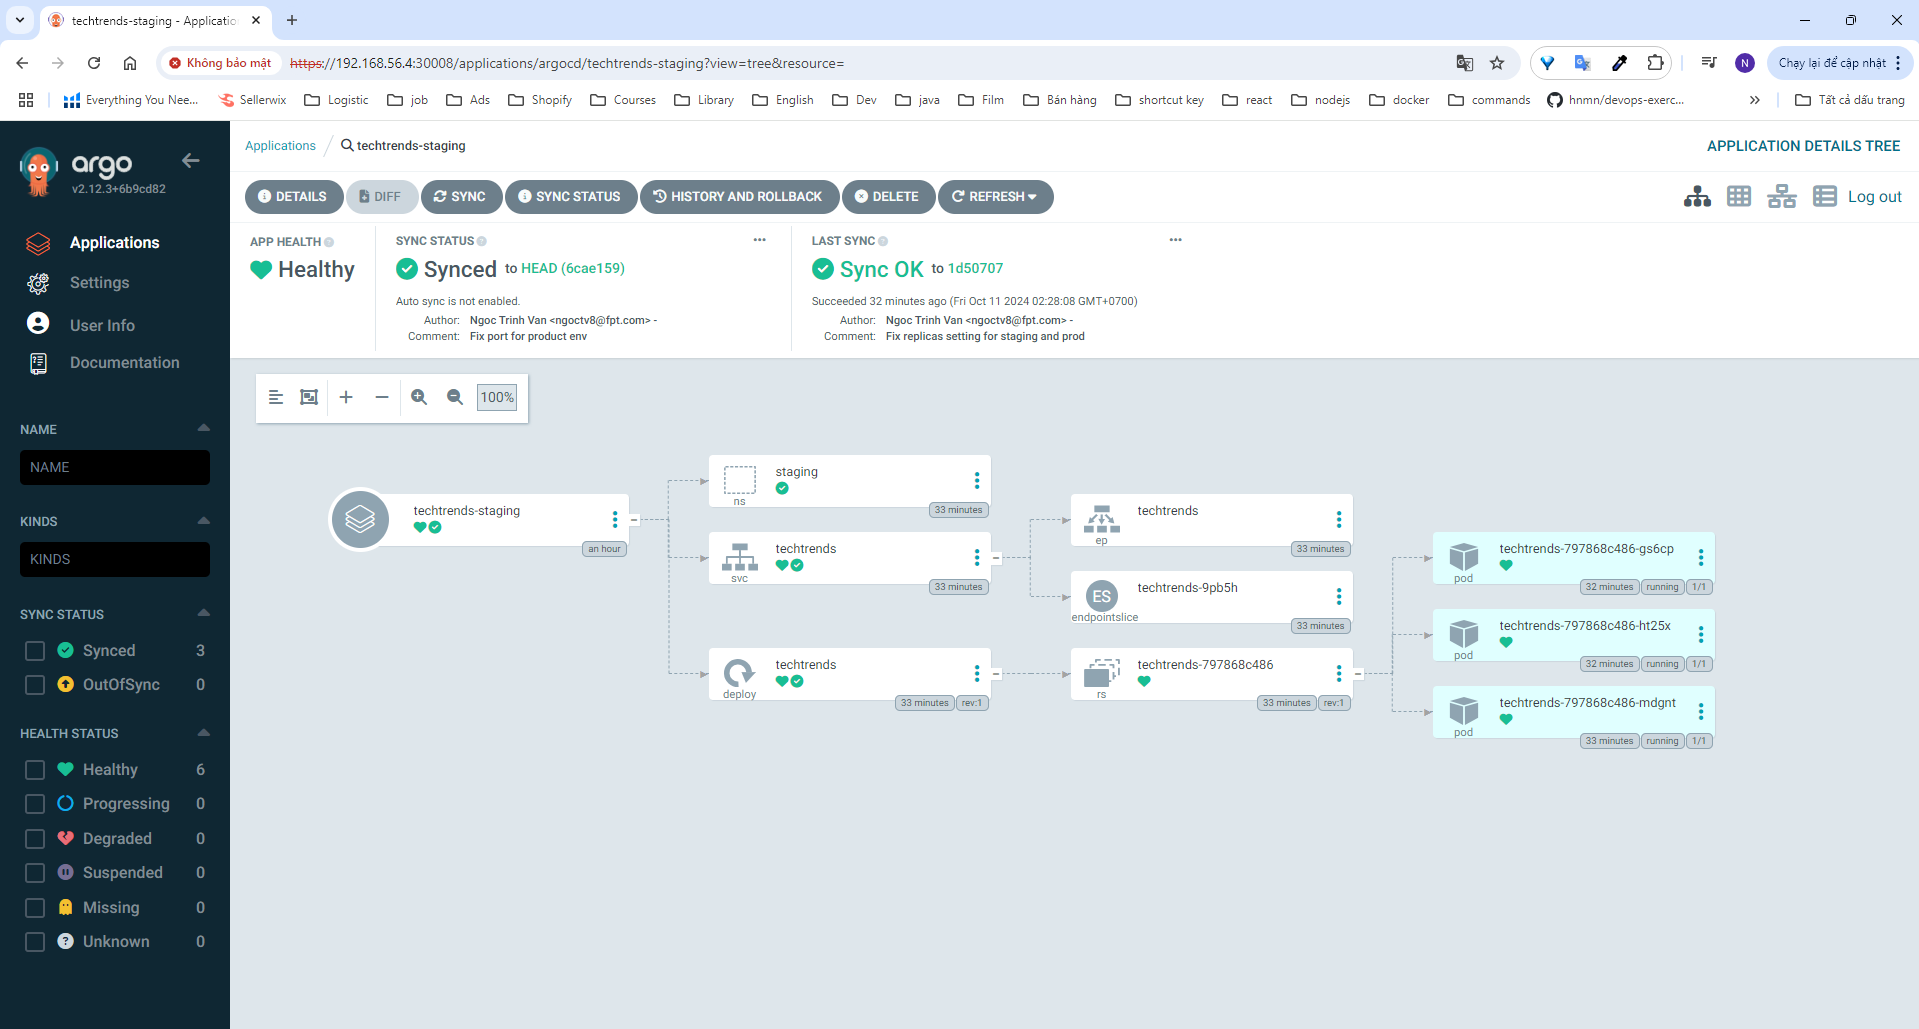 techtrends-staging - Applicatio
Không bảo mật
https://192.168.56.4:30008/applications/argocd/techtrends-staging?view=tree&resource=
N
Chạy lại để cập nhật
Everything You Nee...
Sellerwix
Logistic
job
Ads
Shopify
Courses
Library
English
Dev
java
Film
Bán hàng
shortcut key
react
nodejs
docker
commands
hnmn/devops-exerc...
Tất cả dấu trang
argo
v2.12.3+6b9cd82
Applications
Settings
User Info
Documentation
NAME
NAME
KINDS
KINDS
SYNC STATUS
Synced 3
OutOfSync 0
HEALTH STATUS
Healthy 6
Progressing 0
Degraded 0
Suspended 0
Missing 0
Unknown 0
Applications / techtrends-staging
APPLICATION DETAILS TREE
DETAILS
DIFF
SYNC
SYNC STATUS
HISTORY AND ROLLBACK
DELETE
REFRESH
Log out
APP HEALTH
Healthy
SYNC STATUS
Synced to HEAD (6cae159)
Auto sync is not enabled.
Author: Ngoc Trinh Van <ngoctv8@fpt.com> -
Comment: Fix port for product env
LAST SYNC
Sync OK to 1d50707
Succeeded 32 minutes ago (Fri Oct 11 2024 02:28:08 GMT+0700)
Author: Ngoc Trinh Van <ngoctv8@fpt.com> -
Comment: Fix replicas setting for staging and prod
100%
techtrends-staging
an hour
staging
ns
33 minutes
techtrends
svc
33 minutes
techtrends
deploy
33 minutes rev:1
techtrends
ep
33 minutes
ES
techtrends-9pb5h
endpointslice
33 minutes
techtrends-797868c486
rs
33 minutes rev:1
techtrends-797868c486-gs6cp
pod
32 minutes running 1/1
techtrends-797868c486-ht25x
pod
32 minutes running 1/1
techtrends-797868c486-mdgnt
pod
33 minutes running 1/1